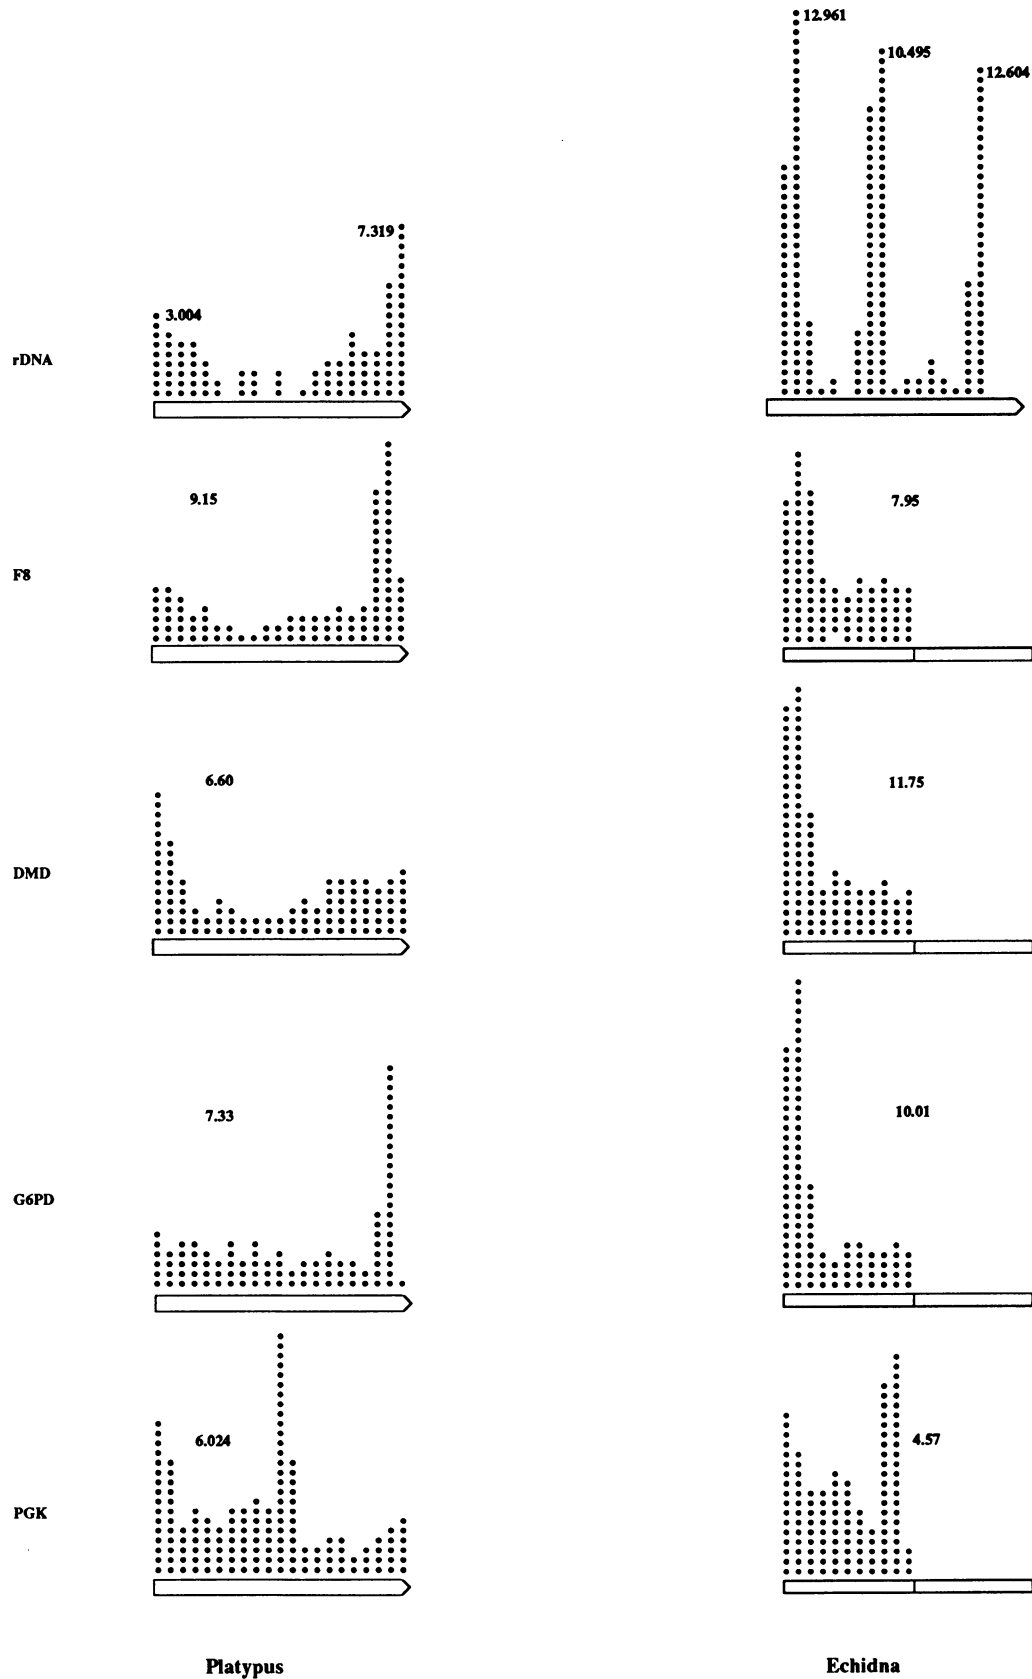 12.961
10.495
12.604
7.319
3.004
rDNA
9.15
7.95
F8
6.60
11.75
DMD
7.33
10.01
G6PD
6.024
4.57
PGK
Platypus
Echidna